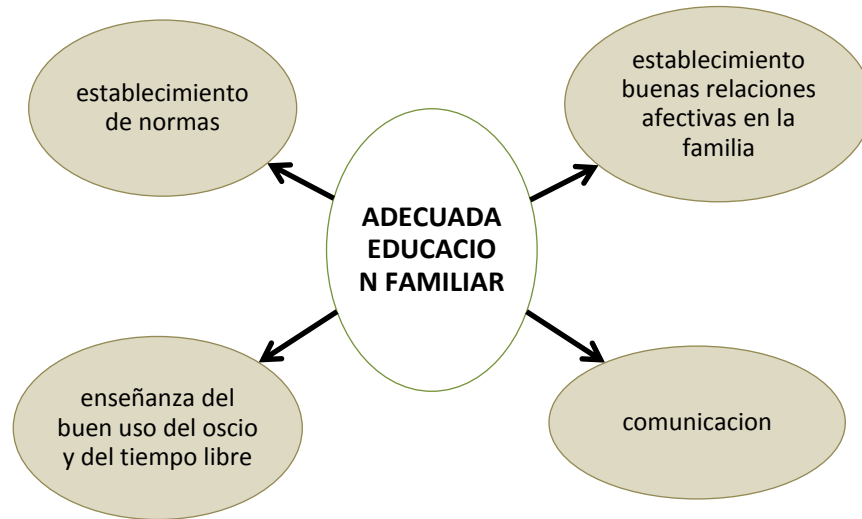 establecimiento
de normas
establecimiento
buenas relaciones
afectivas en la
familia
ADECUADA
EDUCACIO
N FAMILIAR
enseñanza del
buen uso del oscio
y del tiempo libre
comunicacion